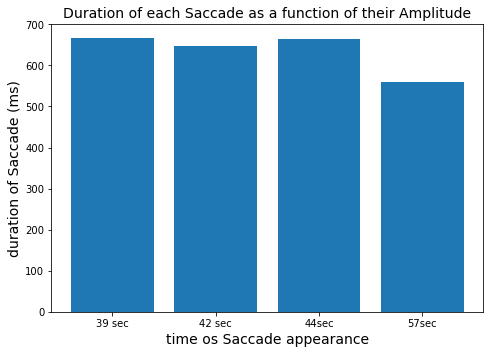 Duration of each Saccade as a function of their Amplitude
duration of Saccade (ms)
700
600
500
400
300
200
100
0
39 sec 42 sec 44sec 57sec
time os Saccade appearance